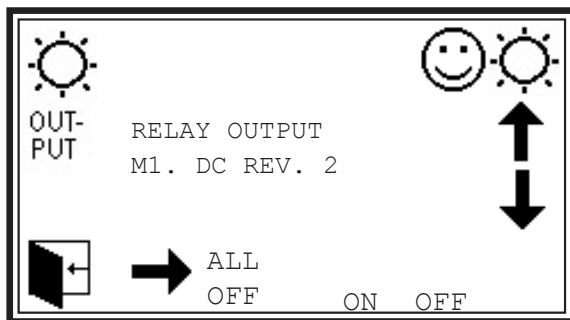 OUT-
PUT
RELAY OUTPUT
M1. DC REV. 2
ALL
OFF
ON OFF